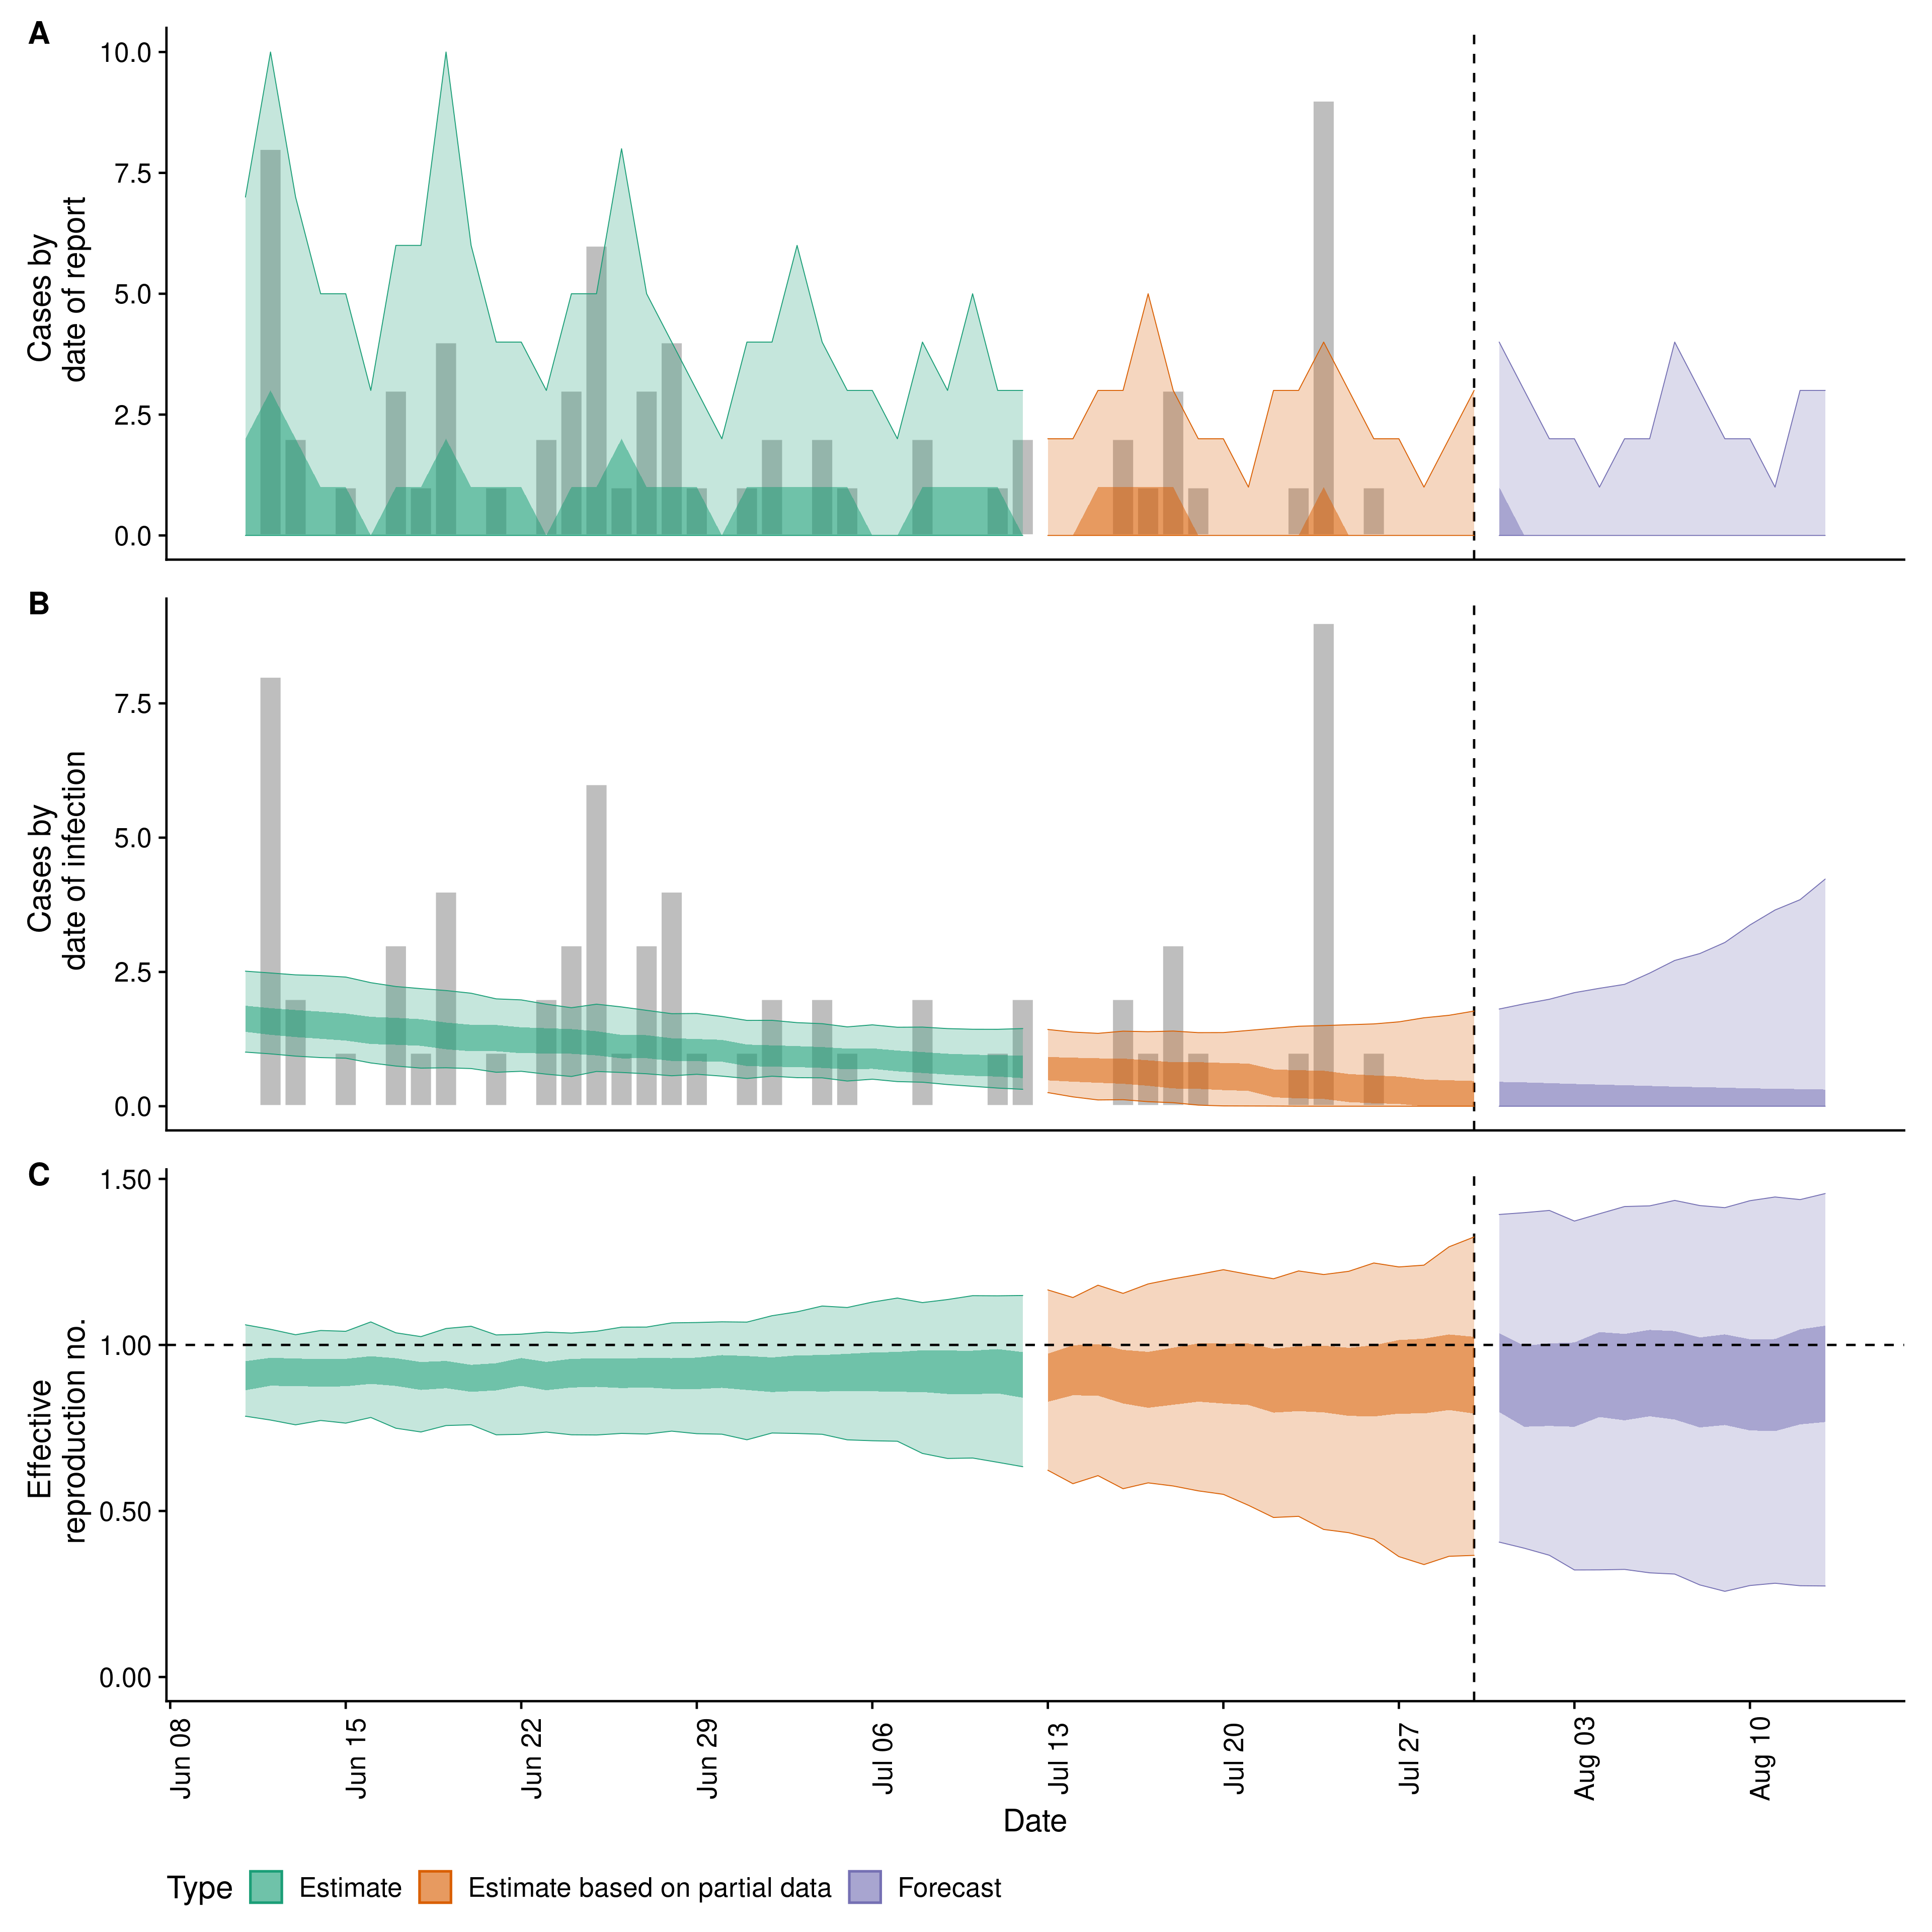 A
10.0
7.5
5.0
2.5
0.0
Cases by
date of report
B
7.5
5.0
2.5
0.0
Cases by
date of infection
C
1.50
1.00
0.50
0.00
Effective
reproduction no.
Jun 08
Jun 15
Jun 22
Jun 29
Jul 06
Jul 13
Jul 20
Jul 27
Aug 03
Aug 10
Date
Type Estimate Estimate based on partial data Forecast